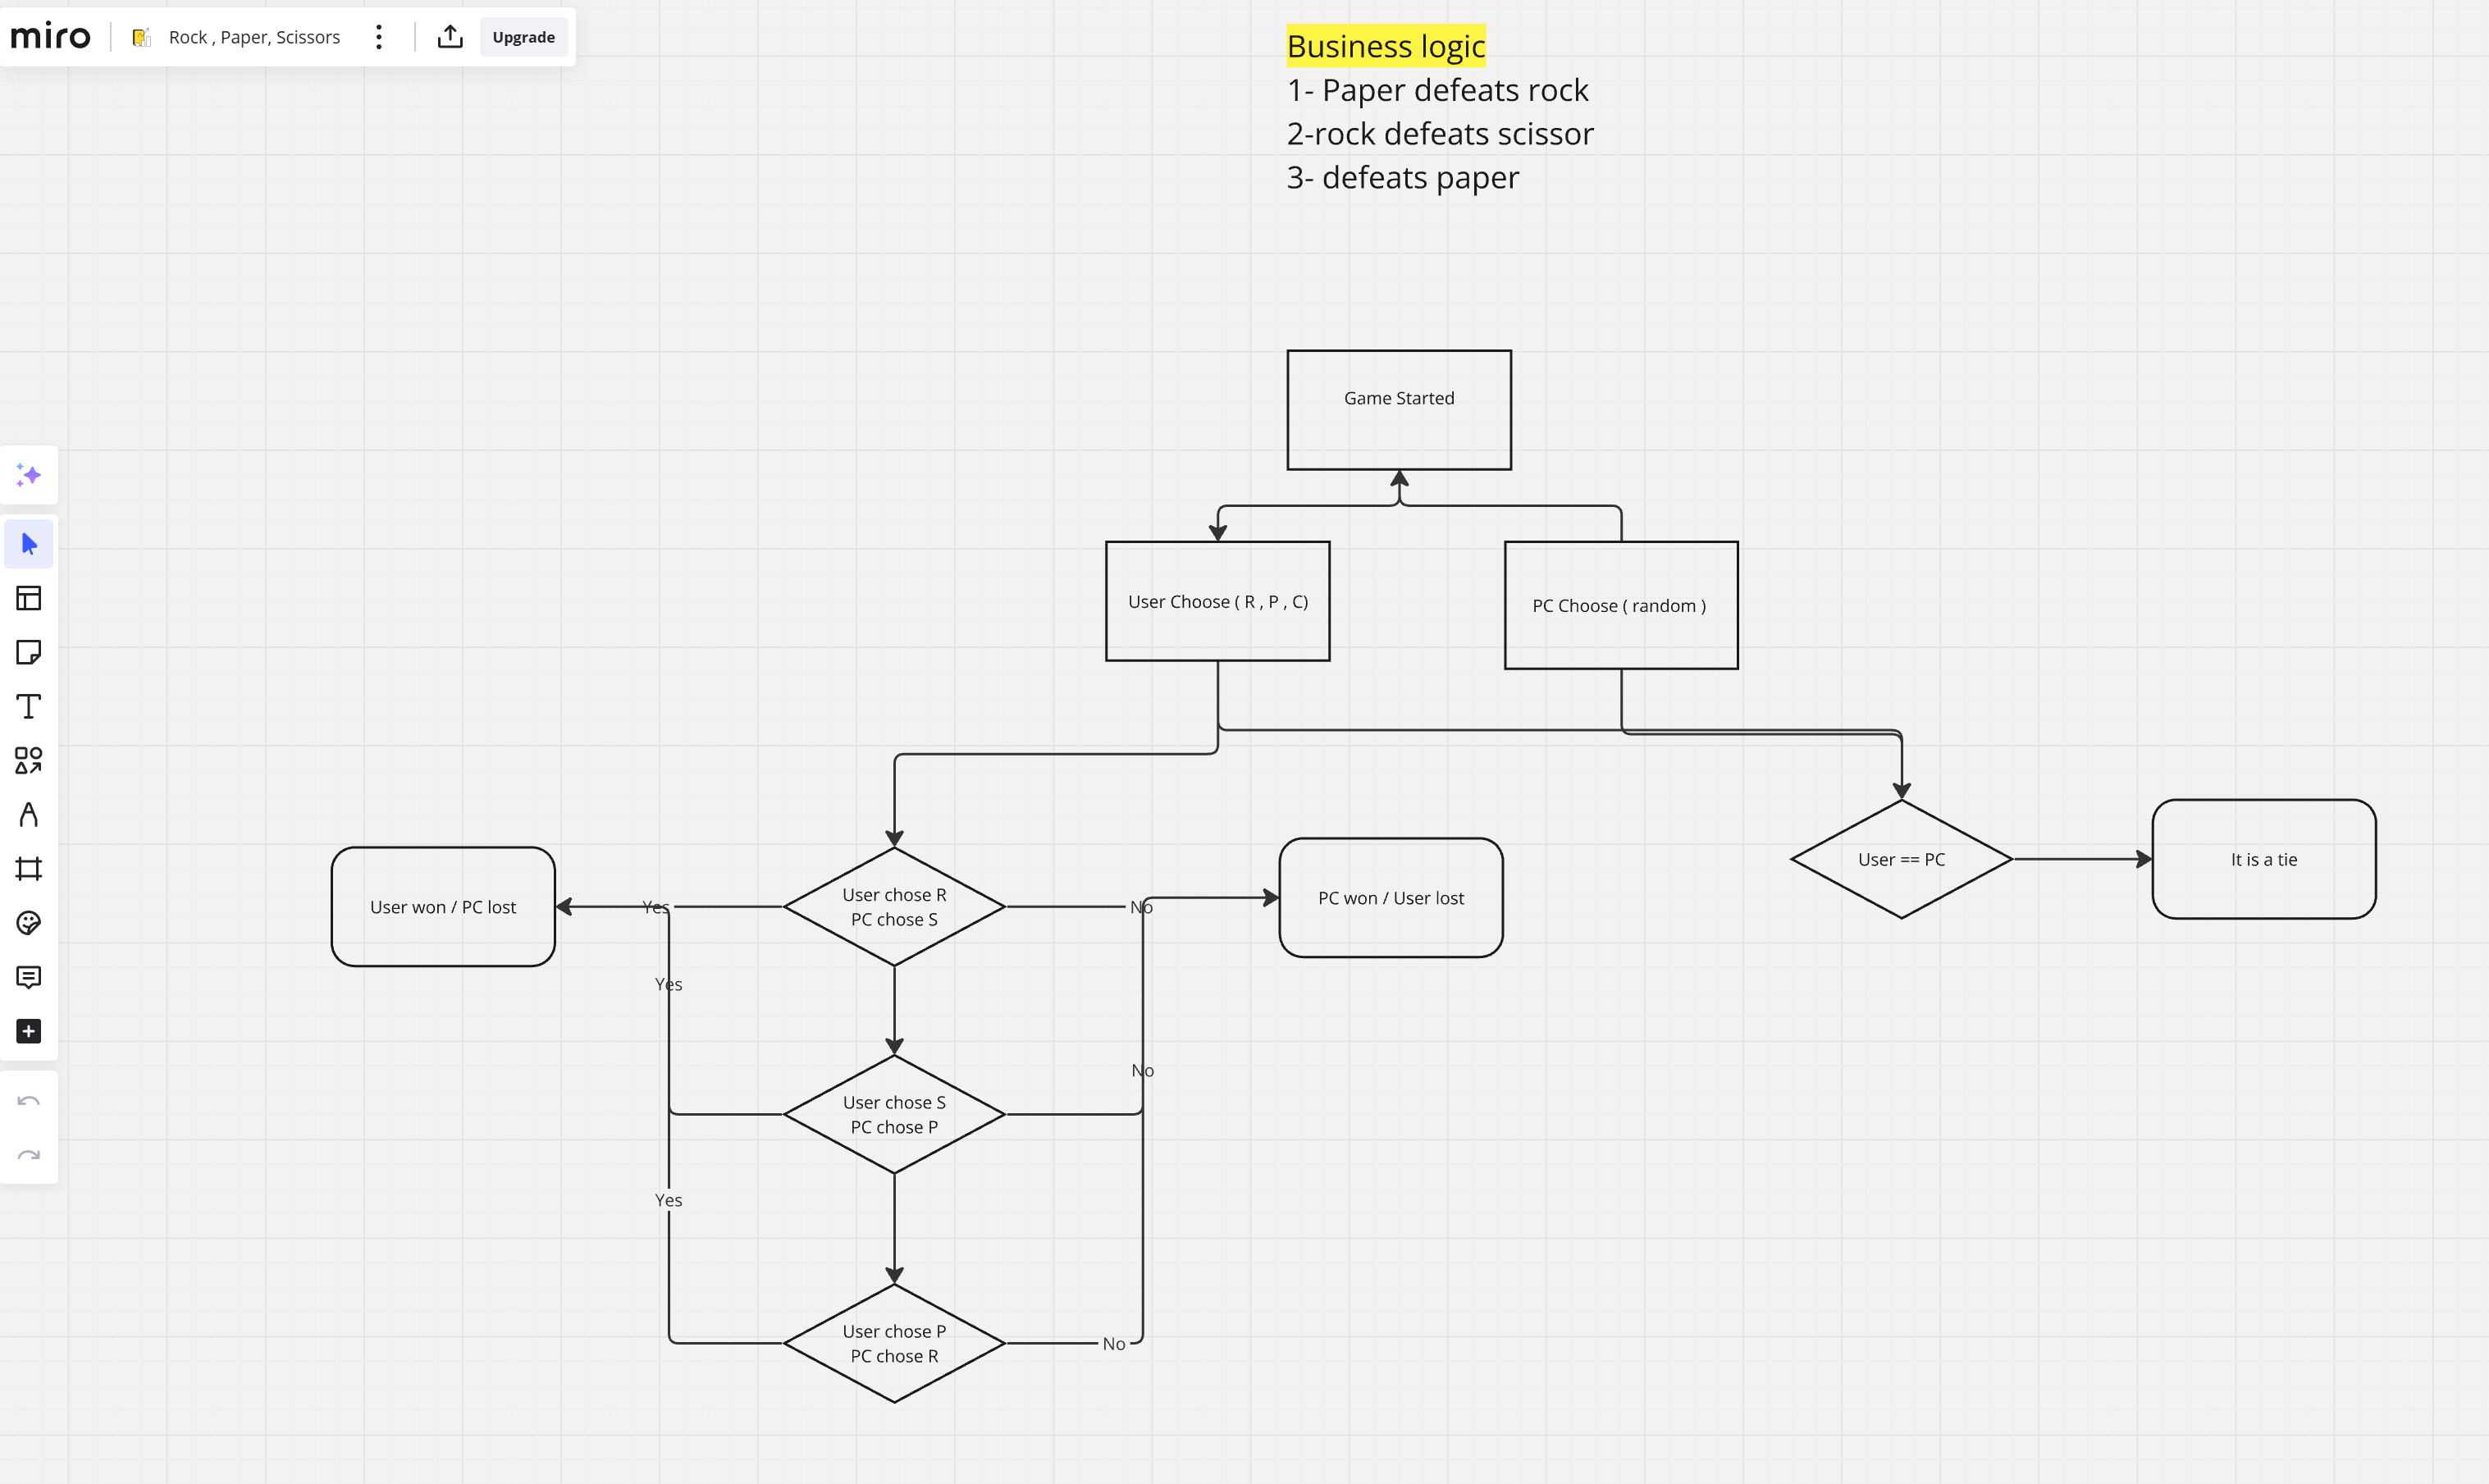 miro
Rock , Paper, Scissors
Upgrade
Business logic
1- Paper defeats rock
2-rock defeats scissor
3- defeats paper
Game Started
User Choose ( R , P , C)
PC Choose ( random )
User won / PC lost
Yes
User chose R
PC chose S
No
PC won / User lost
User == PC
It is a tie
Yes
No
User chose S
PC chose P
Yes
User chose P
PC chose R
No